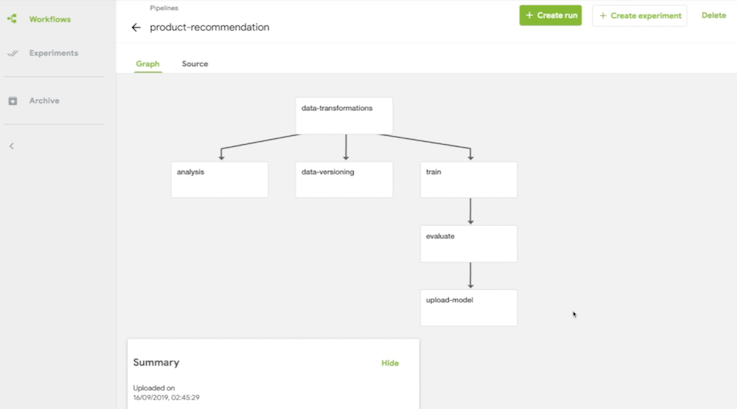 Workflows
Experiments
Archive
Pipelines
product-recommendation
+ Create run
+ Create experiment
Delete
Graph
Source
data-transformations
analysis
data-versioning
train
evaluate
upload-model
Summary
Hide
Uploaded on
16/09/2019, 02:45:29